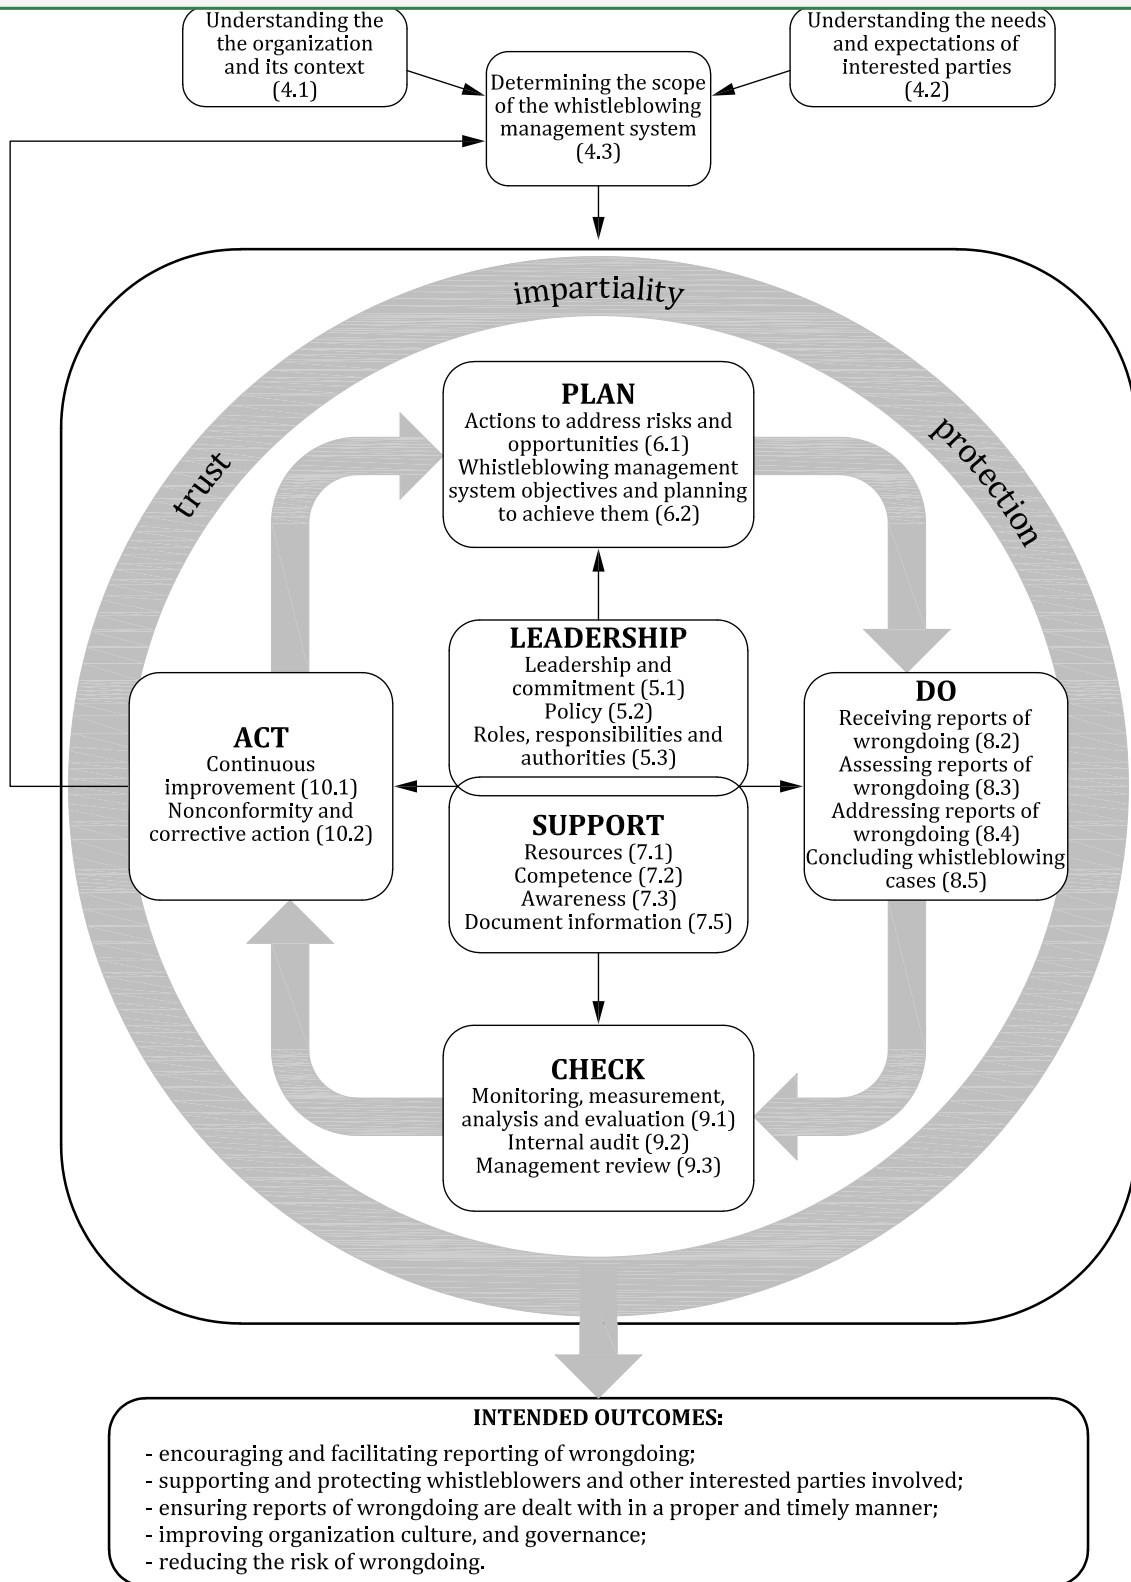 Understanding the
the organization
and its context
(4.1)
Understanding the needs
and expectations of
interested parties
(4.2)
Determining the scope
of the whistleblowing
management system
(4.3)
impartiality
trust
protection
PLAN
Actions to address risks and
opportunities (6.1)
Whistleblowing management
system objectives and planning
to achieve them (6.2)
LEADERSHIP
Leadership and
commitment (5.1)
Policy (5.2)
Roles, responsibilities and
authorities (5.3)
ACT
Continuous
improvement (10.1)
Nonconformity and
corrective action (10.2)
DO
Receiving reports of
wrongdoing (8.2)
Assessing reports of
wrongdoing (8.3)
Addressing reports of
wrongdoing (8.4)
Concluding whistleblowing
cases (8.5)
SUPPORT
Resources (7.1)
Competence (7.2)
Awareness (7.3)
Document information (7.5)
CHECK
Monitoring, measurement,
analysis and evaluation (9.1)
Internal audit (9.2)
Management review (9.3)
INTENDED OUTCOMES:
- encouraging and facilitating reporting of wrongdoing;
- supporting and protecting whistleblowers and other interested parties involved;
- ensuring reports of wrongdoing are dealt with in a proper and timely manner;
- improving organization culture, and governance;
- reducing the risk of wrongdoing.